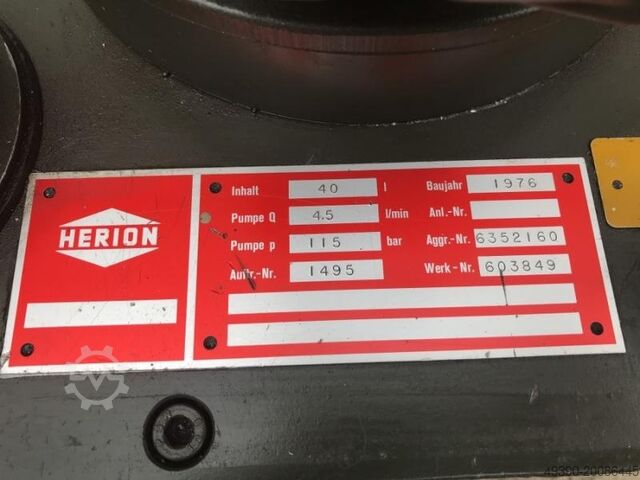 HERION
Inhalt 40 l Baujahr 1976
Pumpe Q 4.5 l/min Anl.-Nr.
Pumpe p 115 bar Aggr.-Nr. 6352160
Auftr.-Nr. 1495 Werk-Nr. 603849
49390-20086445